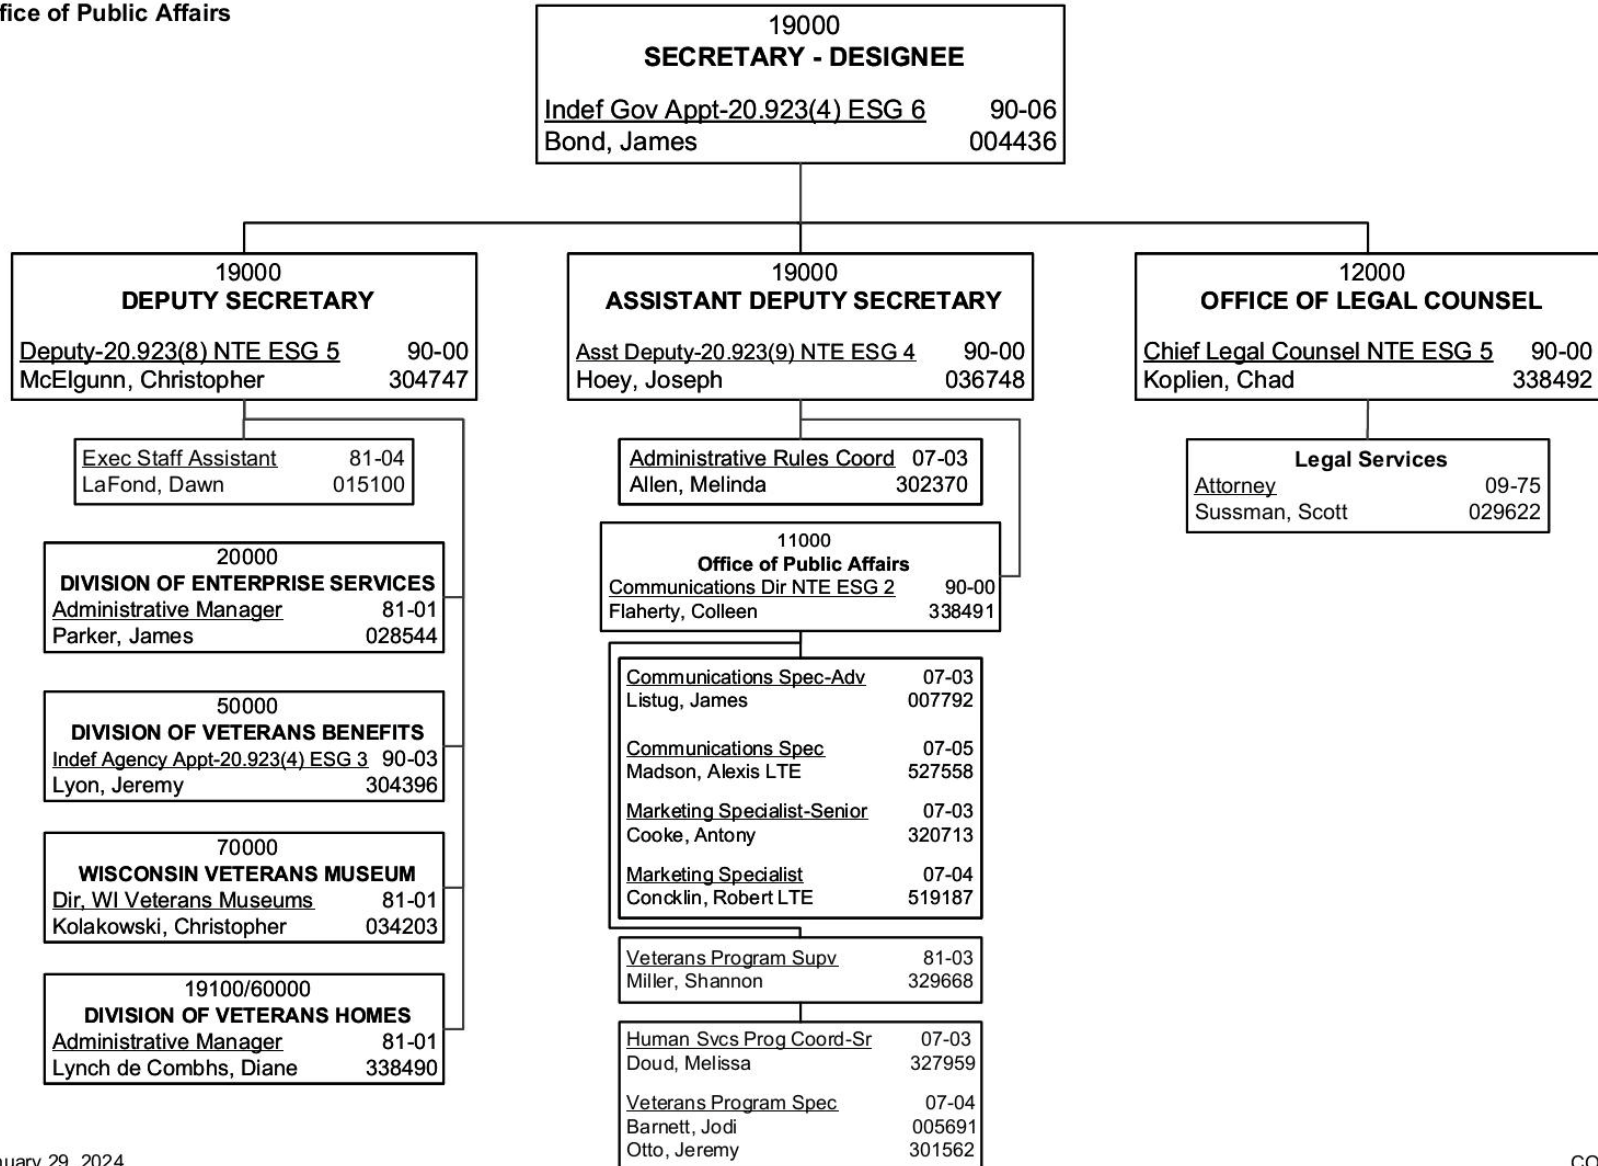 fice of Public Affairs
19000
SECRETARY - DESIGNEE
Indef Gov Appt-20.923(4) ESG 6 90-06
Bond, James 004436
19000
DEPUTY SECRETARY
Deputy-20.923(8) NTE ESG 5 90-00
McElgunn, Christopher 304747
Exec Staff Assistant 81-04
LaFond, Dawn 015100
20000
DIVISION OF ENTERPRISE SERVICES
Administrative Manager 81-01
Parker, James 028544
50000
DIVISION OF VETERANS BENEFITS
Indef Agency Appt-20.923(4) ESG 3 90-03
Lyon, Jeremy 304396
70000
WISCONSIN VETERANS MUSEUM
Dir, WI Veterans Museums 81-01
Kolakowski, Christopher 034203
19100/60000
DIVISION OF VETERANS HOMES
Administrative Manager 81-01
Lynch de Combhs, Diane 338490
19000
ASSISTANT DEPUTY SECRETARY
Asst Deputy-20.923(9) NTE ESG 4 90-00
Hoey, Joseph 036748
Administrative Rules Coord 07-03
Allen, Melinda 302370
11000
Office of Public Affairs
Communications Dir NTE ESG 2 90-00
Flaherty, Colleen 338491
Communications Spec-Adv 07-03
Listug, James 007792
Communications Spec 07-05
Madson, Alexis LTE 527558
Marketing Specialist-Senior 07-03
Cooke, Antony 320713
Marketing Specialist 07-04
Concklin, Robert LTE 519187
Veterans Program Supv 81-03
Miller, Shannon 329668
Human Svcs Prog Coord-Sr 07-03
Doud, Melissa 327959
Veterans Program Spec 07-04
Barnett, Jodi 005691
Otto, Jeremy 301562
12000
OFFICE OF LEGAL COUNSEL
Chief Legal Counsel NTE ESG 5 90-00
Koplien, Chad 338492
Legal Services
Attorney 09-75
Sussman, Scott 029622
nuary 29, 2024
CO